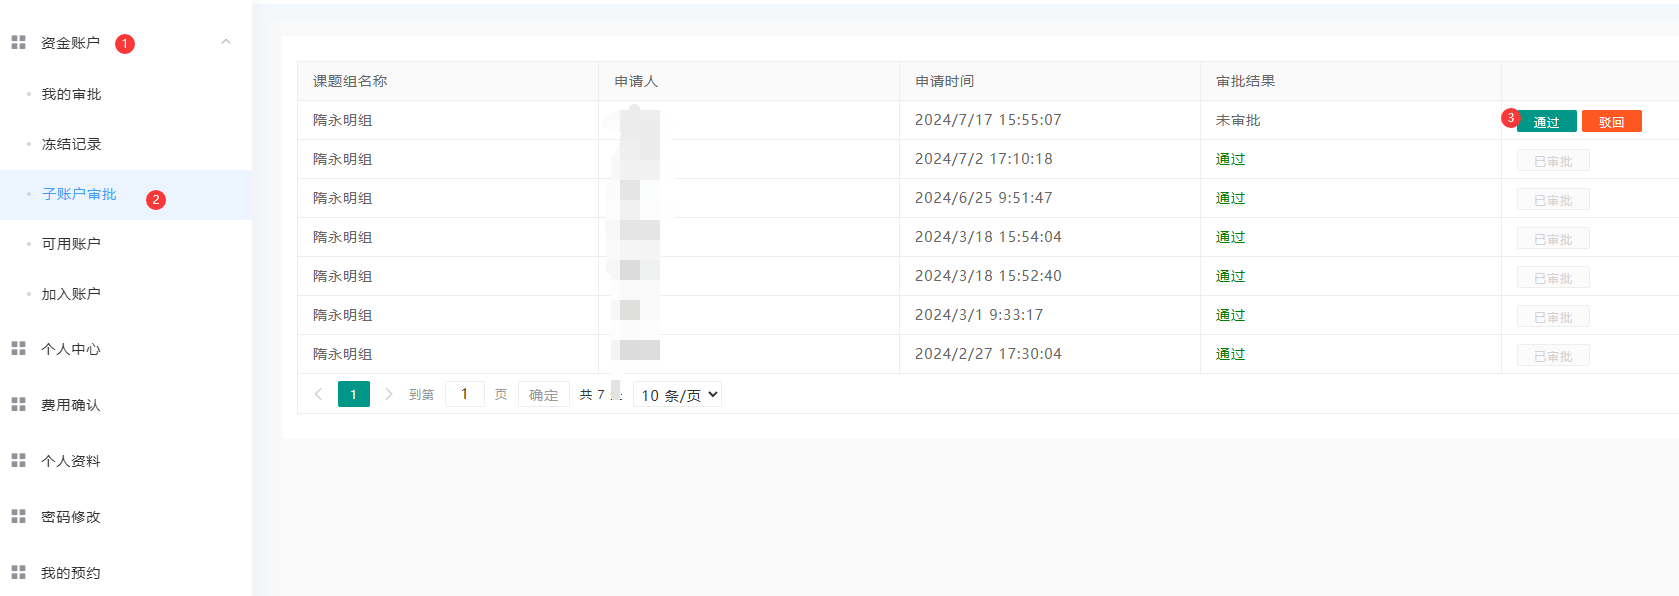 资金账户 1
我的审批
冻结记录
子账户审批 2
可用账户
加入账户
个人中心
费用确认
个人资料
密码修改
我的预约
课题组名称 申请人 申请时间 审批结果
隋永明组 2024/7/17 15:55:07 未审批 3 通过 驳回
隋永明组 2024/7/2 17:10:18 通过 已审批
隋永明组 2024/6/25 9:51:47 通过 已审批
隋永明组 2024/3/18 15:54:04 通过 已审批
隋永明组 2024/3/18 15:52:40 通过 已审批
隋永明组 2024/3/1 9:33:17 通过 已审批
隋永明组 2024/2/27 17:30:04 通过 已审批
1 到第 1 页 确定 共 7 10 条/页